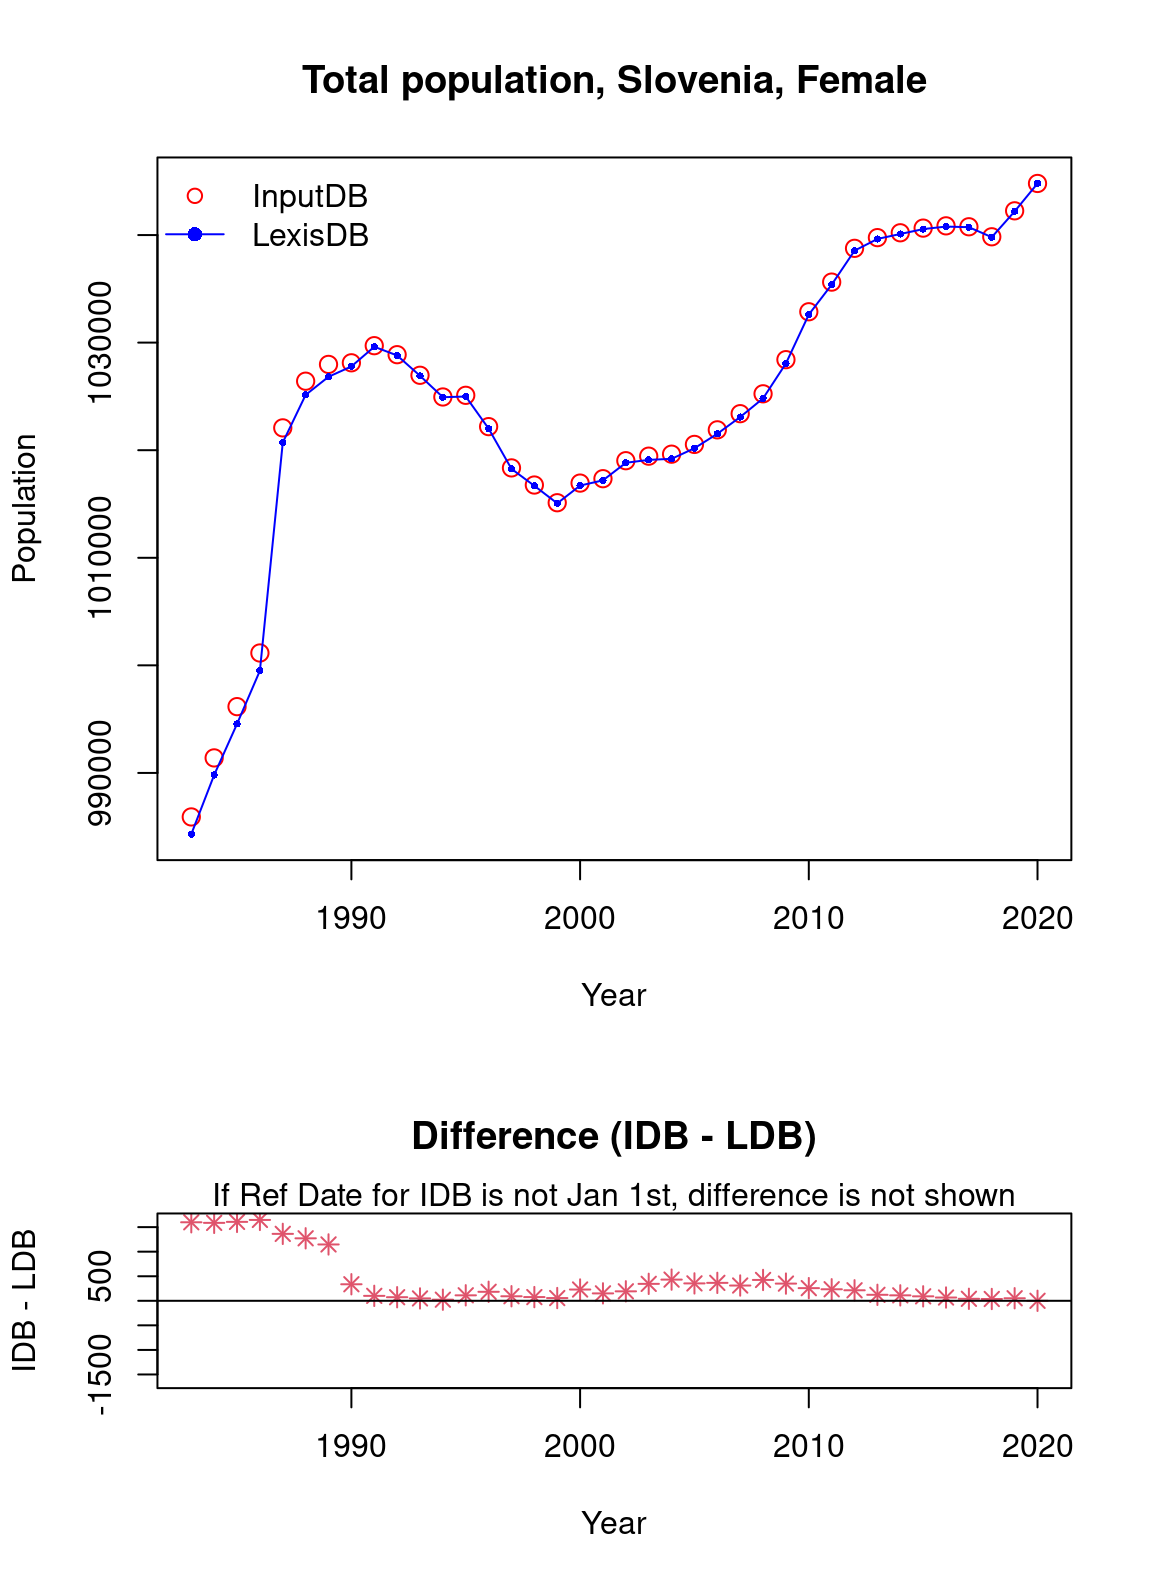 Total population, Slovenia, Female
InputDB
LexisDB
1030000
1010000
990000
Population
1990 2000 2010 2020
Year
Difference (IDB - LDB)
If Ref Date for IDB is not Jan 1st, difference is not shown
500
-1500
IDB - LDB
1990 2000 2010 2020
Year